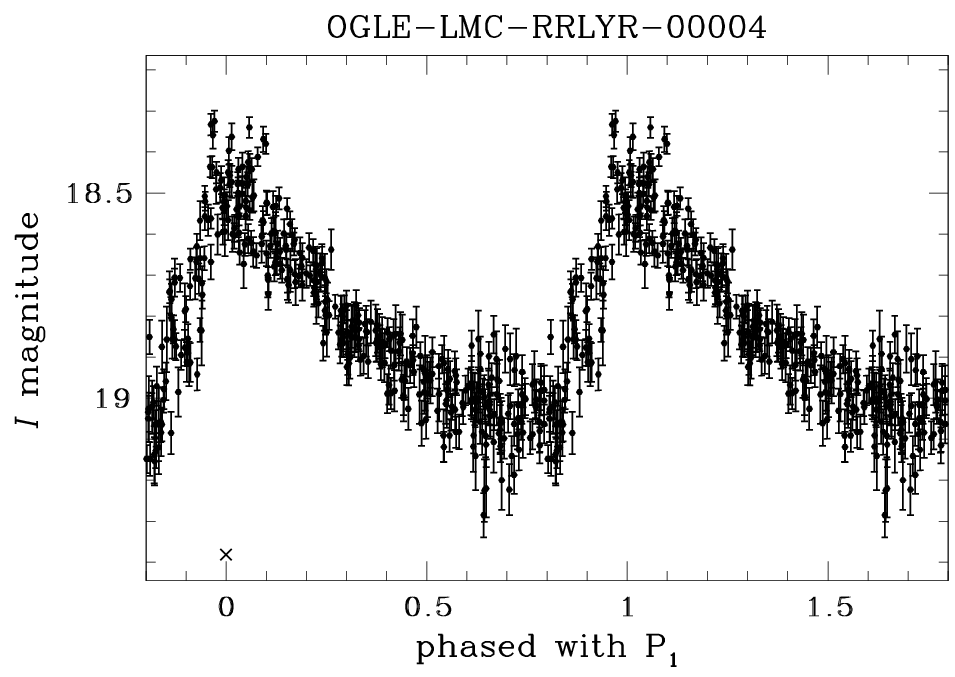 OGLE-LMC-RRLYR-00004
18.5
19
I magnitude
0 0.5 1 1.5
phased with P₁